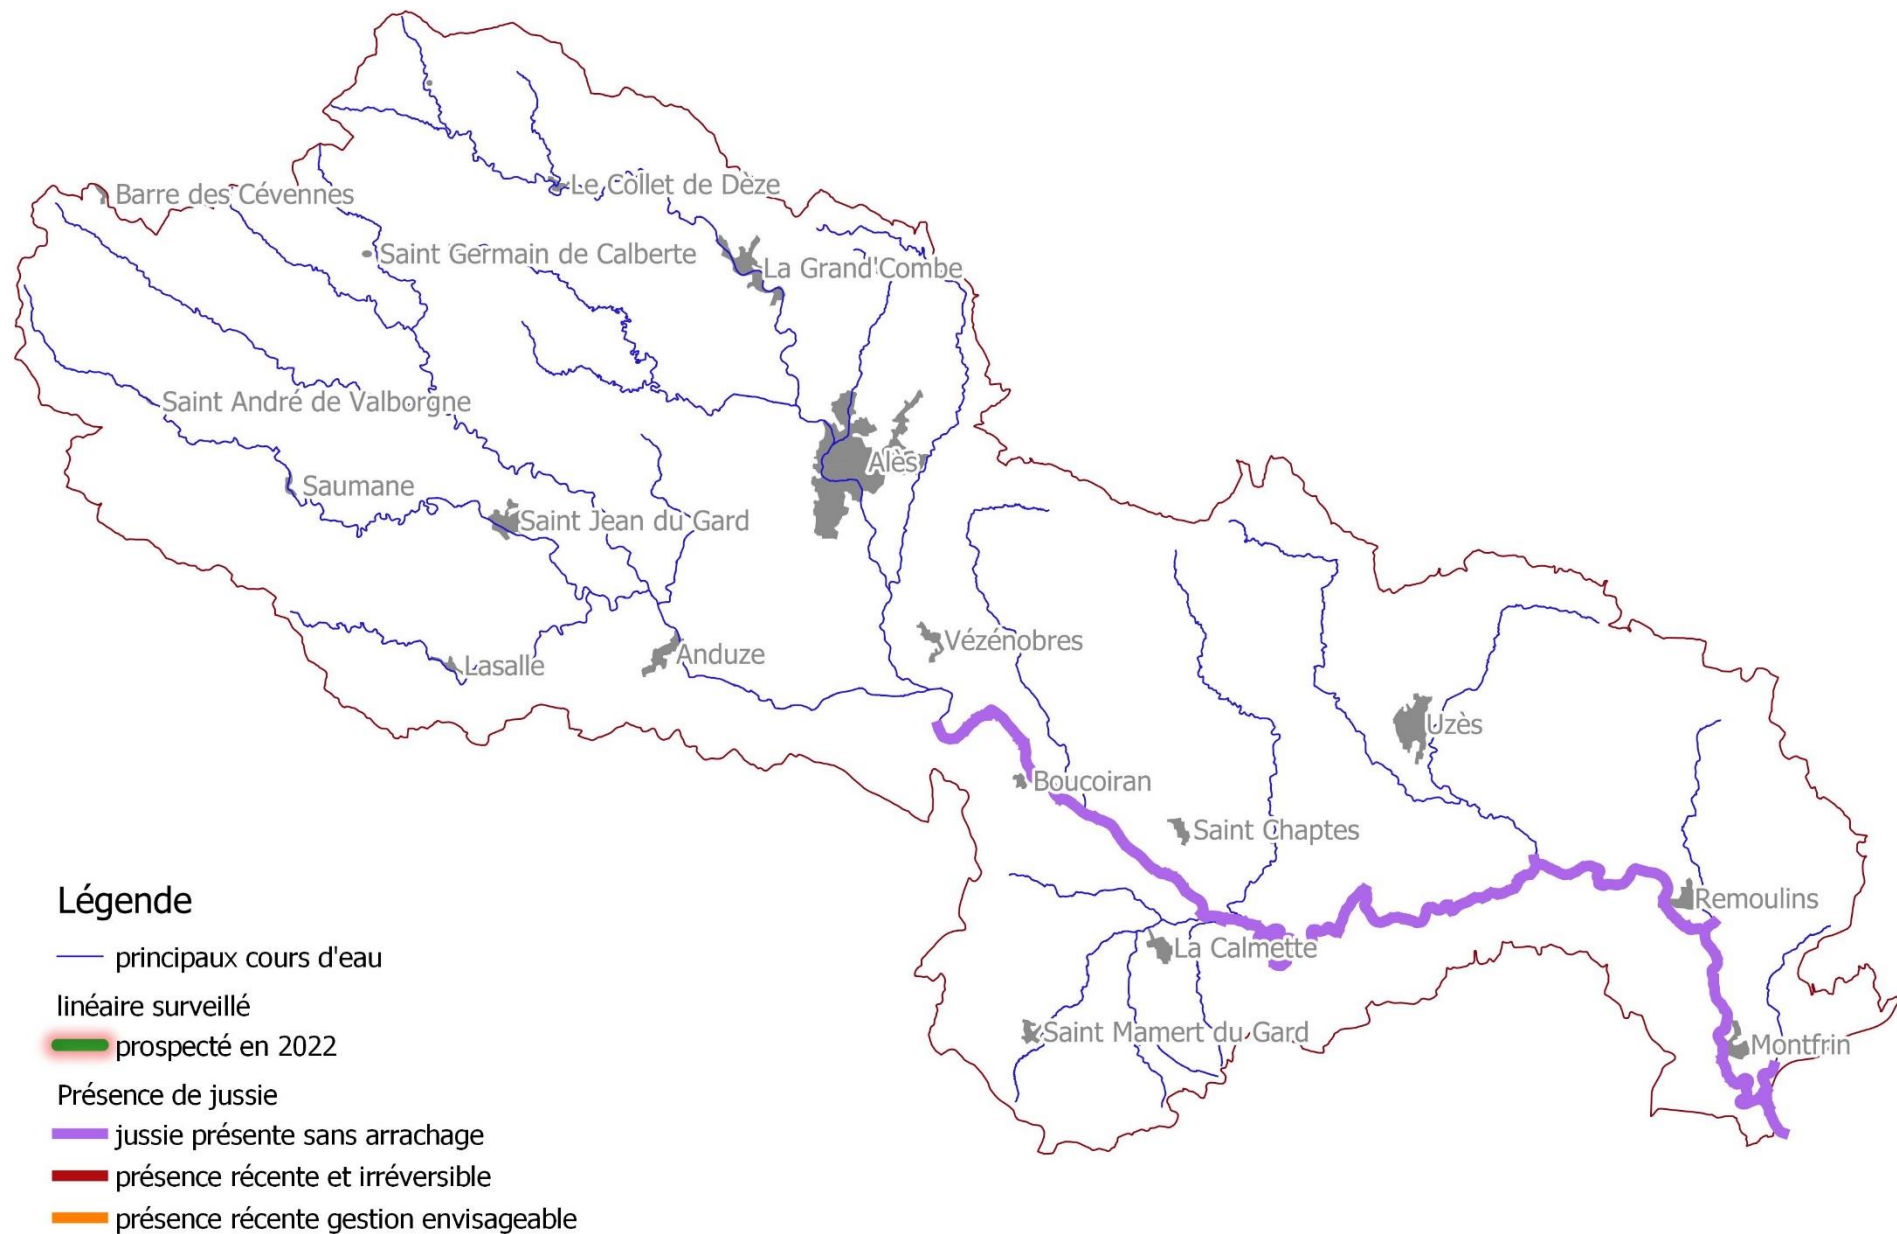 Le Collet de Dèze
Barre des Cévennes
Saint Germain de Calberte
La Grand'Combe
Saint André de Valborgne
Alès
Saumane
Saint Jean du Gard
Vézénobres
Anduze
Lasalle
Uzès
Boucoiran
Saint Chaptes
Remoulins
La Calmette
Saint Mamert du Gard
Montfrin
Légende
principaux cours d'eau
linéaire surveillé
prospecté en 2022
Présence de jussie
jussie présente sans arrachage
présence récente et irréversible
présence récente gestion envisageable